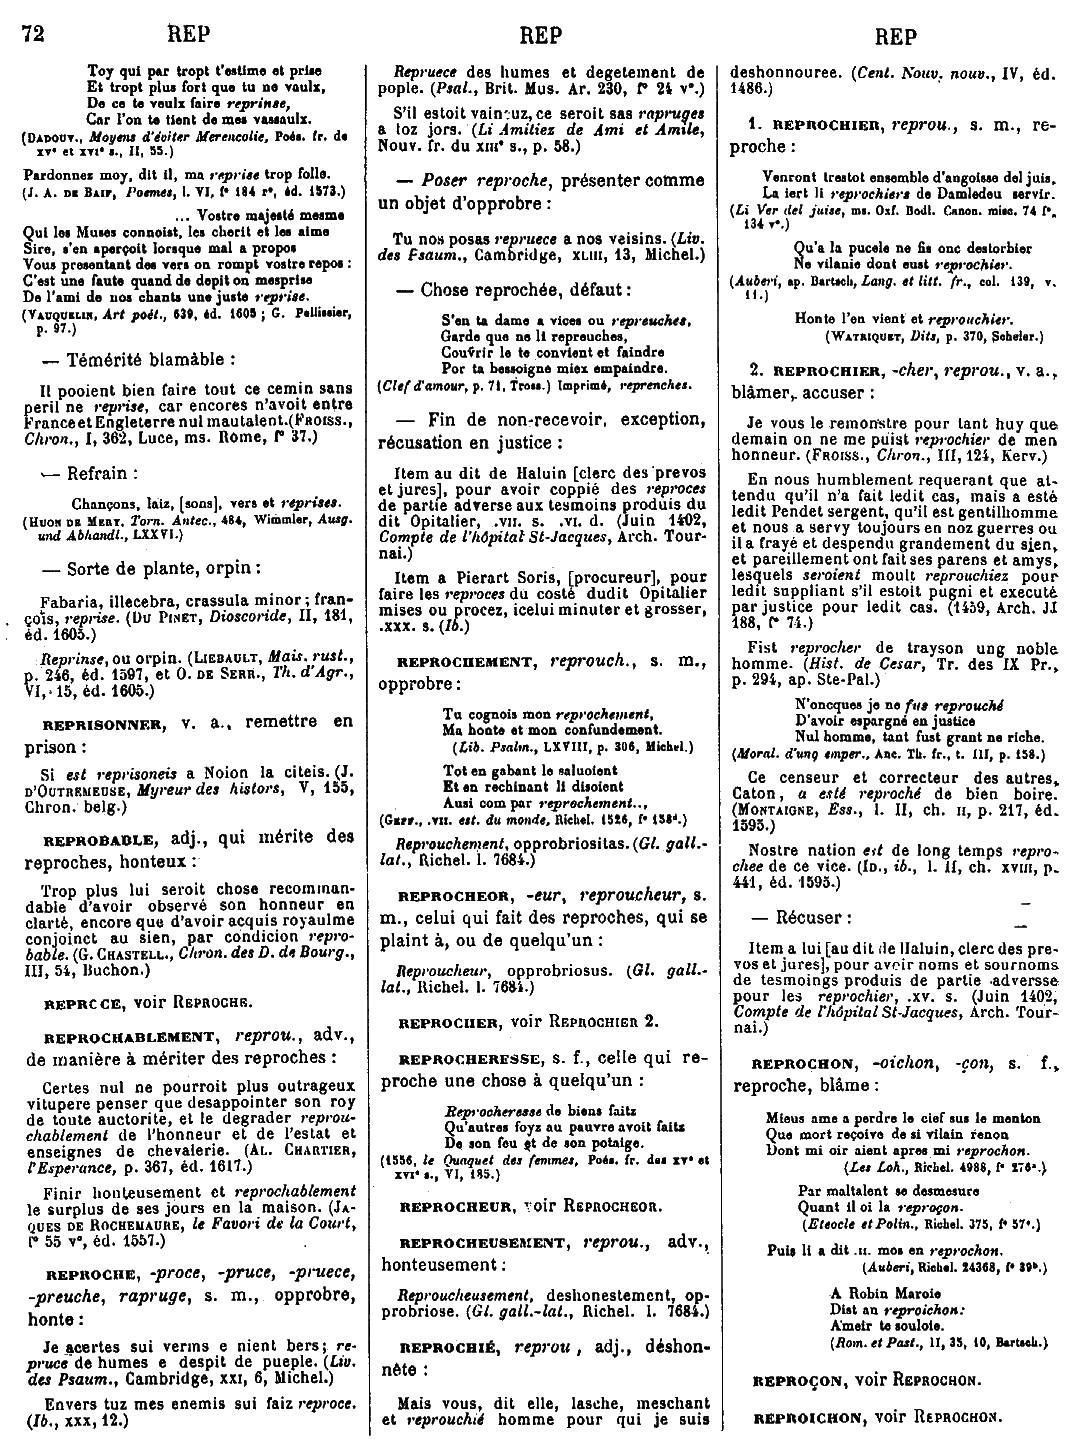 72 REP REP REP
Toy qui par tropt t'estime et prise
Et tropt plus fort que tu ne vaulx,
De ce te veulx faire reprinse,
Car l'on te tient de mes vassaulx.
(DADOUV., Moyens d'éviter Merencolie, Poés. fr. de
XVe et XVIe s., II, 55.)
Pardonnez moy, dit il, ma reprise trop folle.
(J. A. DE BAIF, Poemes, l. VI, f° 184 r°, éd. 1573.)
... Vostre majesté mesme
Qui les Muses connoist, les cherit et les aime
Sire, s'en aperçoit lorsque mal a propos
Vous presentant des vers on rompt vostre repos :
C'est une faute quand de depit on mesprise
De l'ami de nos chants une juste reprise.
(VAUQUELIN, Art poét., 639, éd. 1605 ; G. Pellissier,
p. 97.)
— Témérité blamàble :
Il pooient bien faire tout ce cemin sans
peril ne reprise, car encores n'avoit entre
France et Engleterre nul mautalent. (FROISS.,
Chron., I, 362, Luce, ms. Rome, f° 37.)
— Refrain :
Chançons, laiz, [sons], vers et reprises.
(HUON DE MERY, Torn. Antec., 484, Wimmler, Ausg.
und Abhandl., LXXVI.)
— Sorte de plante, orpin :
Fabaria, illecebra, crassula minor ; fran-
çois, reprise. (DU PINET, Dioscoride, II, 181,
éd. 1605.)
Reprinse, ou orpin. (LIEBAULT, Mais. rust.,
p. 246, éd. 1597, et O. DE SERR., Th. d'Agr.,
VI, 15, éd. 1605.)
REPRISONNER, v. a., remettre en
prison :
Si est reprisoneis a Noion la citeis. (J.
D'OUTREMEUSE, Myreur des histors, V, 155,
Chron. belg.)
REPROBABLE, adj., qui mérite des
reproches, honteux :
Trop plus lui seroit chose recomman-
dable d'avoir observé son honneur en
clarté, encore que d'avoir acquis royaulme
conjoinct au sien, par condicion repro-
bable. (G. CHASTELL., Chron. des D. de Bourg.,
III, 54, Buchon.)
REPROCE, voir REPROCHE.
REPROCHABLEMENT, reprou., adv.,
de manière à mériter des reproches :
Certes nul ne pourroit plus outrageux
vitupere penser que desappointer son roy
de toute auctorite, et le degrader reprou-
chablement de l'honneur et de l'estat et
enseignes de chevalerie. (AL. CHARTIER,
l'Esperance, p. 367, éd. 1617.)
Finir honteusement et reprochablement
le surplus de ses jours en la maison. (JA-
QUES DE ROCHEMAURE, le Favori de la Court,
f° 55 v°, éd. 1557.)
REPROCHE, -proce, -pruce, -pruece,
-preuche, rapruge, s. m., opprobre,
honte :
Je acertes sui verms e nient bers ; re-
pruce de humes e despit de pueple. (Liv.
des Psaum., Cambridge, XXI, 6, Michel.)
Envers tuz mes enemis sui faiz reproce.
(Ib., XXX, 12.)
Repruece des humes et degetement de
pople. (Psal., Brit. Mus. Ar. 230, f° 24 v°.)
S'il estoit vaincuz, ce seroit sas rapruges
a toz jors. (Li Amitiez de Ami et Amile,
Nouv. fr. du XIIIe s., p. 58.)
— Poser reproche, présenter comme
un objet d'opprobre :
Tu nos posas repruece a nos veisins. (Liv.
des Psaum., Cambridge, XLIII, 13, Michel.)
— Chose reprochée, défaut :
S'en ta dame a vices ou repreuches,
Garde que ne li repreuches,
Couvrir le te convient et faindre
Por ta bessoigne miex empaindre.
(Clef d'amour, p. 71, Tross.) Imprimé, reprenches.
— Fin de non-recevoir, exception,
récusation en justice :
Item au dit de Haluin [clerc des prevos
et jures], pour avoir coppié des reproces
de partie adverse aux tesmoins produis du
dit Opitalier, .VII. s. .VI. d. (Juin 1402,
Compte de l'hôpital St-Jacques, Arch. Tour-
nai.)
Item a Pierart Soris, [procureur], pour
faire les reproces du costé dudit Opitalier
mises ou procez, icelui minuter et grosser,
.XXX. s. (Ib.)
REPROCHEMENT, reprouch., s. m.,
opprobre :
Tu cognois mon reprochement,
Ma honte et mon confundement.
(Lib. Psalm., LXVIII, p. 306, Michel.)
Tot en gabant le saluoient
Et en rechinant li disoient
Ausi com par reprochement..,
(GEFF., .VII. est. du monde, Richel. 1526, f° 158d.)
Reprouchement, opprobriositas. (Gl. gall.-
lat., Richel. l. 7684.)
REPROCHEOR, -eur, reproucheur, s.
m., celui qui fait des reproches, qui se
plaint à, ou de quelqu'un :
Reproucheur, opprobriosus. (Gl. gall.-
lat., Richel. l. 7684.)
REPROCHER, voir REPROCHIER 2.
REPROCHERESSE, s. f., celle qui re-
proche une chose à quelqu'un :
Reprocheresse de biens faitz
Qu'autres foys au pauvre avoit faitz
De son feu et de son potaige.
(1556, le Quaquet des femmes, Poés. fr. des XVe et
XVIe s., VI, 185.)
REPROCHEUR, voir REPROCHEOR.
REPROCHEUSEMENT, reprou., adv.,
honteusement :
Reproucheusement, deshonestement, op-
probriose. (Gl. gall.-lat., Richel. l. 7684.)
REPROCHIÉ, reprou , adj., déshon-
nête :
Mais vous, dit elle, lasche, meschant
et reprouchié homme pour qui je suis
deshonnouree. (Cent. Nouv. nouv., IV, éd.
1486.)
1. REPROCHIER, reprou., s. m., re-
proche :
Venront trestot ensemble d'angoisse del juis,
La iert li reprochiers de Damledeu servir.
(Li Ver del juise, ms. Oxf. Bodl. Canon. misc. 74 f°
134 v°.)
Qu'a la pucele ne fis onc destorbier
Ne vilanie dont eust reprochier.
(Auberi, ap. Bartsch, Lang. et litt. fr., col. 139, v.
11.)
Honte l'en vient et reprouchier.
(WATRIQUET, Dits, p. 370, Scheler.)
2. REPROCHIER, -cher, reprou., v. a.,
blâmer, accuser :
Je vous le remonstre pour tant huy que
demain on ne me puist reprochier de men
honneur. (FROISS., Chron., III, 124, Kerv.)
En nous humblement requerant que at-
tendu qu'il n'a fait ledit cas, mais a esté
ledit Pendet sergent, qu'il est gentilhomme
et nous a servy toujours en noz guerres ou
il a frayé et despendu grandement du sien,
et pareillement ont fait ses parens et amys,
lesquels seroient moult reprouchiez pour
ledit suppliant s'il estoit pugni et executé
par justice pour ledit cas. (1459, Arch. JJ
188, f° 74.)
Fist reprocher de trayson ung noble
homme. (Hist. de Cesar, Tr. des IX Pr.,
p. 294, ap. Ste-Pal.)
N'oncques je ne fus reprouché
D'avoir espargné en justice
Nul homme, tant fust grant ne riche.
(Moral. d'ung emper., Anc. Th. fr., t. III, p. 158.)
Ce censeur et correcteur des autres,
Caton, a esté reproché de bien boire.
(MONTAIGNE, Ess., l. II, ch. II, p. 217, éd.
1595.)
Nostre nation est de long temps repro-
chee de ce vice. (ID., ib., l. II, ch. XVIII, p.
441, éd. 1595.)
— Récuser :
Item a lui [au dit de Haluin, clerc des pre-
vos et jures], pour avoir noms et sournoms
de tesmoings produis de partie adversse
pour les reprochier, .XV. s. (Juin 1402,
Compte de l'hôpital St-Jacques, Arch. Tour-
nai.)
REPROCHON, -oichon, -çon, s. f.,
reproche, blâme :
Mieus ame a perdre le cief sus le menton
Que mort reçoive de si vilain renon
Dont mi oir aient apres mi reprochon.
(Les Loh., Richel. 4988, f° 276a.)
Par maltalent se desmesure
Quant il oi la reproçon.
(Eteocle et Polin., Richel. 375, f° 57c.)
Puis li a dit .II. mos en reprochon.
(Auberi, Richel. 24368, f° 39b.)
A Robin Maroie
Dist an reproichon:
Ameir te souloie.
(Rom. et Past., II, 35, 10, Bartsch.)
REPROÇON, voir REPROCHON.
REPROICHON, voir REPROCHON.